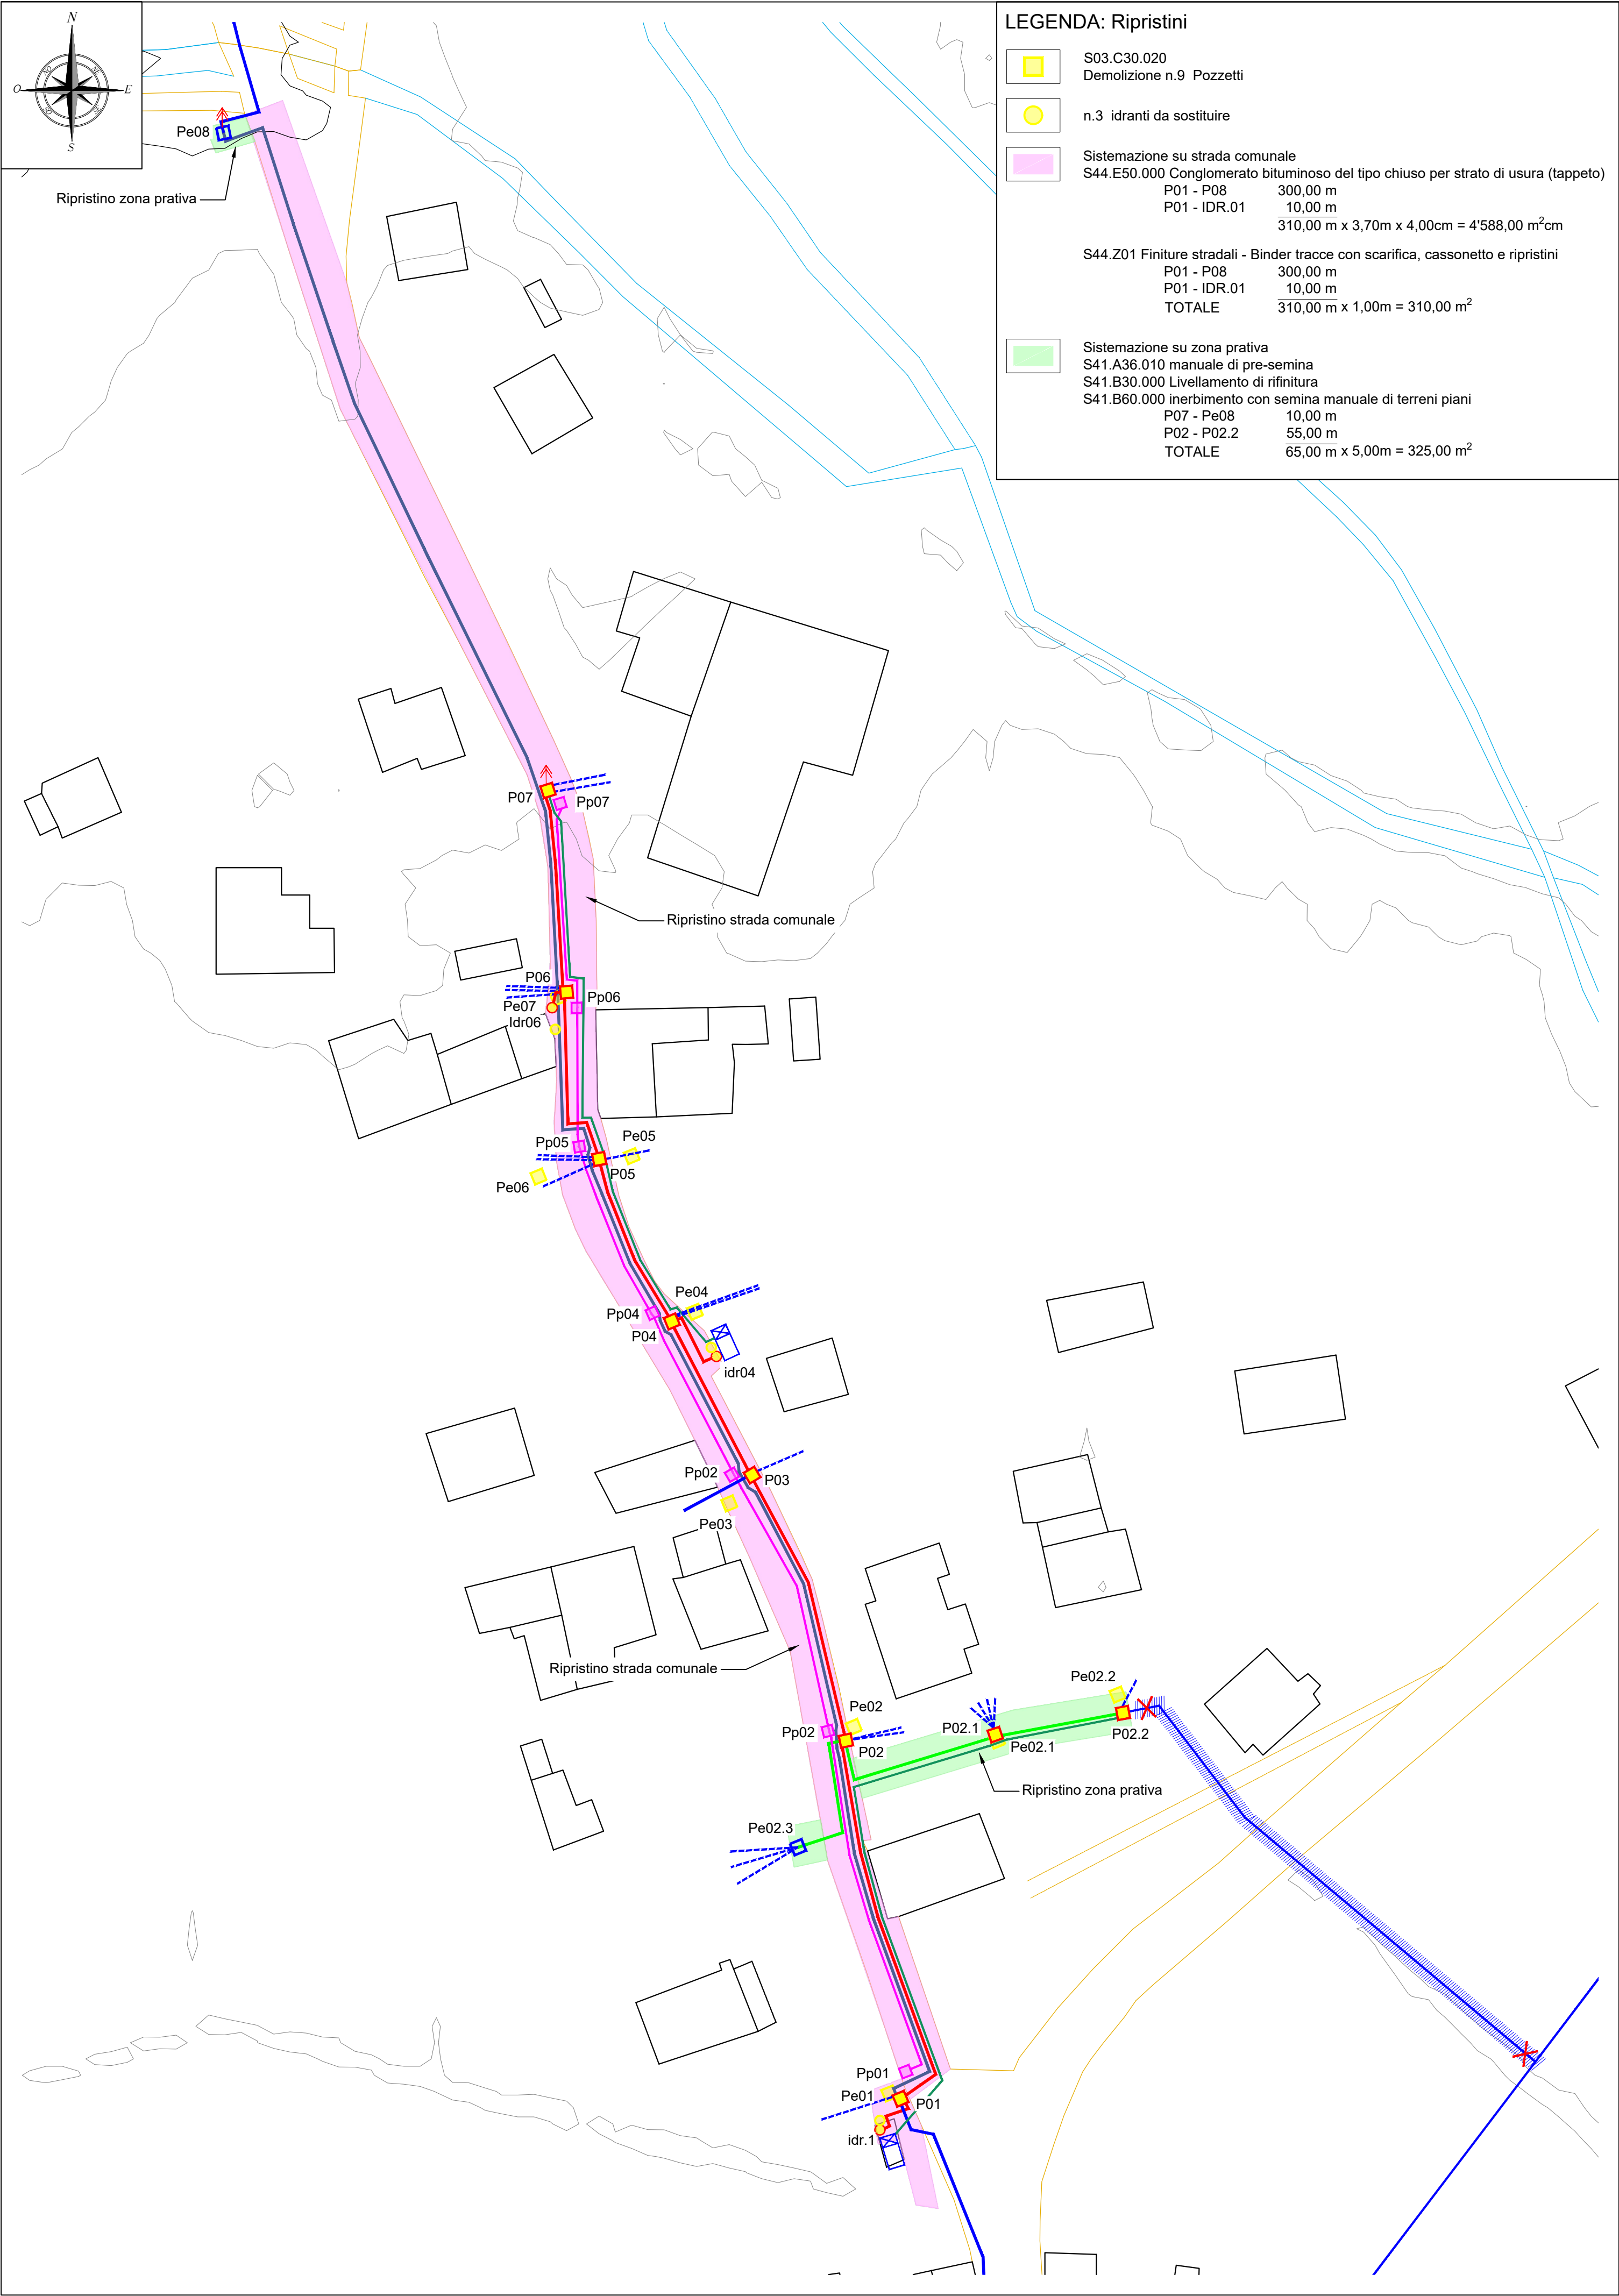 N
NO
NE
O
E
SO
SE
S
LEGENDA: Ripristini
S03.C30.020
Demolizione n.9 Pozzetti
n.3 idranti da sostituire
Sistemazione su strada comunale
S44.E50.000 Conglomerato bituminoso del tipo chiuso per strato di usura (tappeto)
P01 - P08 300,00 m
P01 - IDR.01 10,00 m
310,00 m x 3,70m x 4,00cm = 4'588,00 m²cm
S44.Z01 Finiture stradali - Binder tracce con scarifica, cassonetto e ripristini
P01 - P08 300,00 m
P01 - IDR.01 10,00 m
TOTALE 310,00 m x 1,00m = 310,00 m²
Sistemazione su zona prativa
S41.A36.010 manuale di pre-semina
S41.B30.000 Livellamento di rifinitura
S41.B60.000 inerbimento con semina manuale di terreni piani
P07 - Pe08 10,00 m
P02 - P02.2 55,00 m
TOTALE 65,00 m x 5,00m = 325,00 m²
Pe08
Ripristino zona prativa
P07
Pp07
Ripristino strada comunale
P06
Pp06
Pe07
Idr06
Pp05
Pe05
P05
Pe06
Pe04
Pp04
P04
idr04
Pp02
P03
Pe03
Ripristino strada comunale
Pe02.2
Pe02
Pp02
P02
P02.1
Pe02.1
P02.2
Ripristino zona prativa
Pe02.3
Pp01
Pe01
P01
idr.1